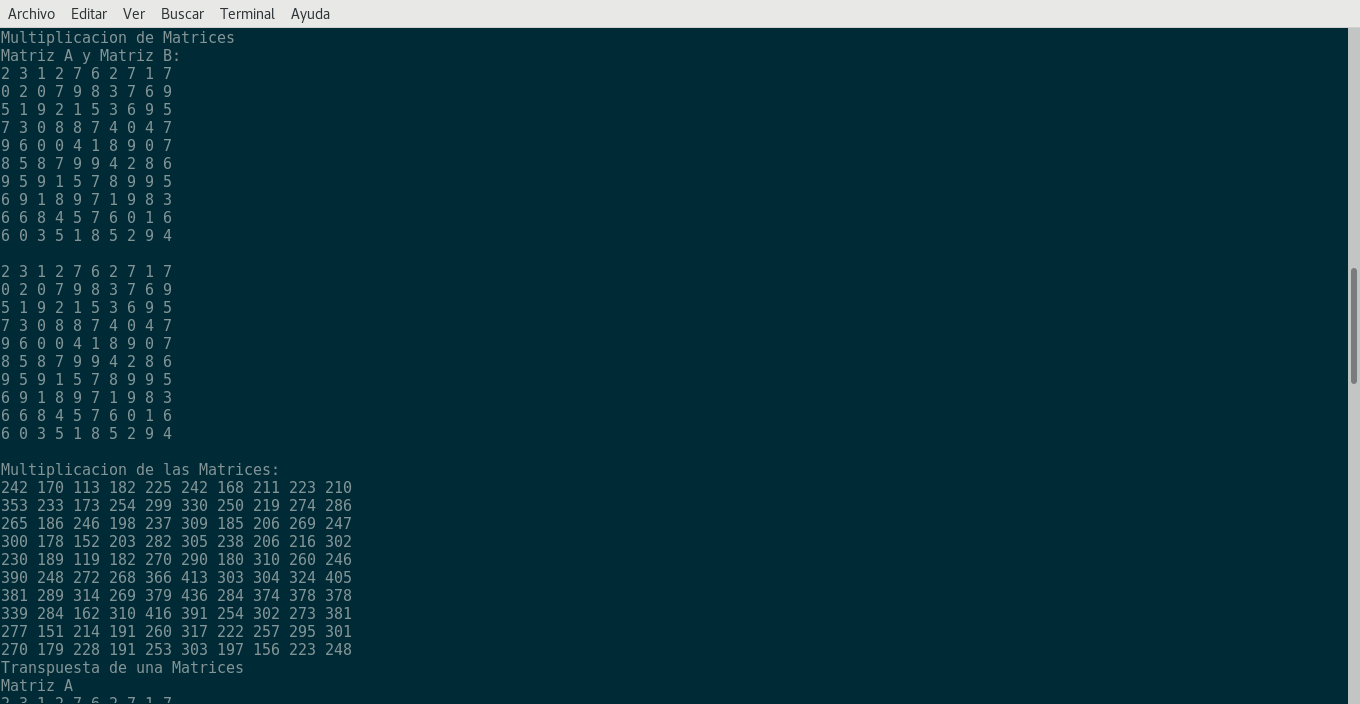 Archivo Editar Ver Buscar Terminal Ayuda
Multiplicacion de Matrices
Matriz A y Matriz B:
2 3 1 2 7 6 2 7 1 7
0 2 0 7 9 8 3 7 6 9
5 1 9 2 1 5 3 6 9 5
7 3 0 8 8 7 4 0 4 7
9 6 0 0 4 1 8 9 0 7
8 5 8 7 9 9 4 2 8 6
9 5 9 1 5 7 8 9 9 5
6 9 1 8 9 7 1 9 8 3
6 6 8 4 5 7 6 0 1 6
6 0 3 5 1 8 5 2 9 4
2 3 1 2 7 6 2 7 1 7
0 2 0 7 9 8 3 7 6 9
5 1 9 2 1 5 3 6 9 5
7 3 0 8 8 7 4 0 4 7
9 6 0 0 4 1 8 9 0 7
8 5 8 7 9 9 4 2 8 6
9 5 9 1 5 7 8 9 9 5
6 9 1 8 9 7 1 9 8 3
6 6 8 4 5 7 6 0 1 6
6 0 3 5 1 8 5 2 9 4
Multiplicacion de las Matrices:
242 170 113 182 225 242 168 211 223 210
353 233 173 254 299 330 250 219 274 286
265 186 246 198 237 309 185 206 269 247
300 178 152 203 282 305 238 206 216 302
230 189 119 182 270 290 180 310 260 246
390 248 272 268 366 413 303 304 324 405
381 289 314 269 379 436 284 374 378 378
339 284 162 310 416 391 254 302 273 381
277 151 214 191 260 317 222 257 295 301
270 179 228 191 253 303 197 156 223 248
Transpuesta de una Matrices
Matriz A
2 3 1 2 7 6 2 7 1 7